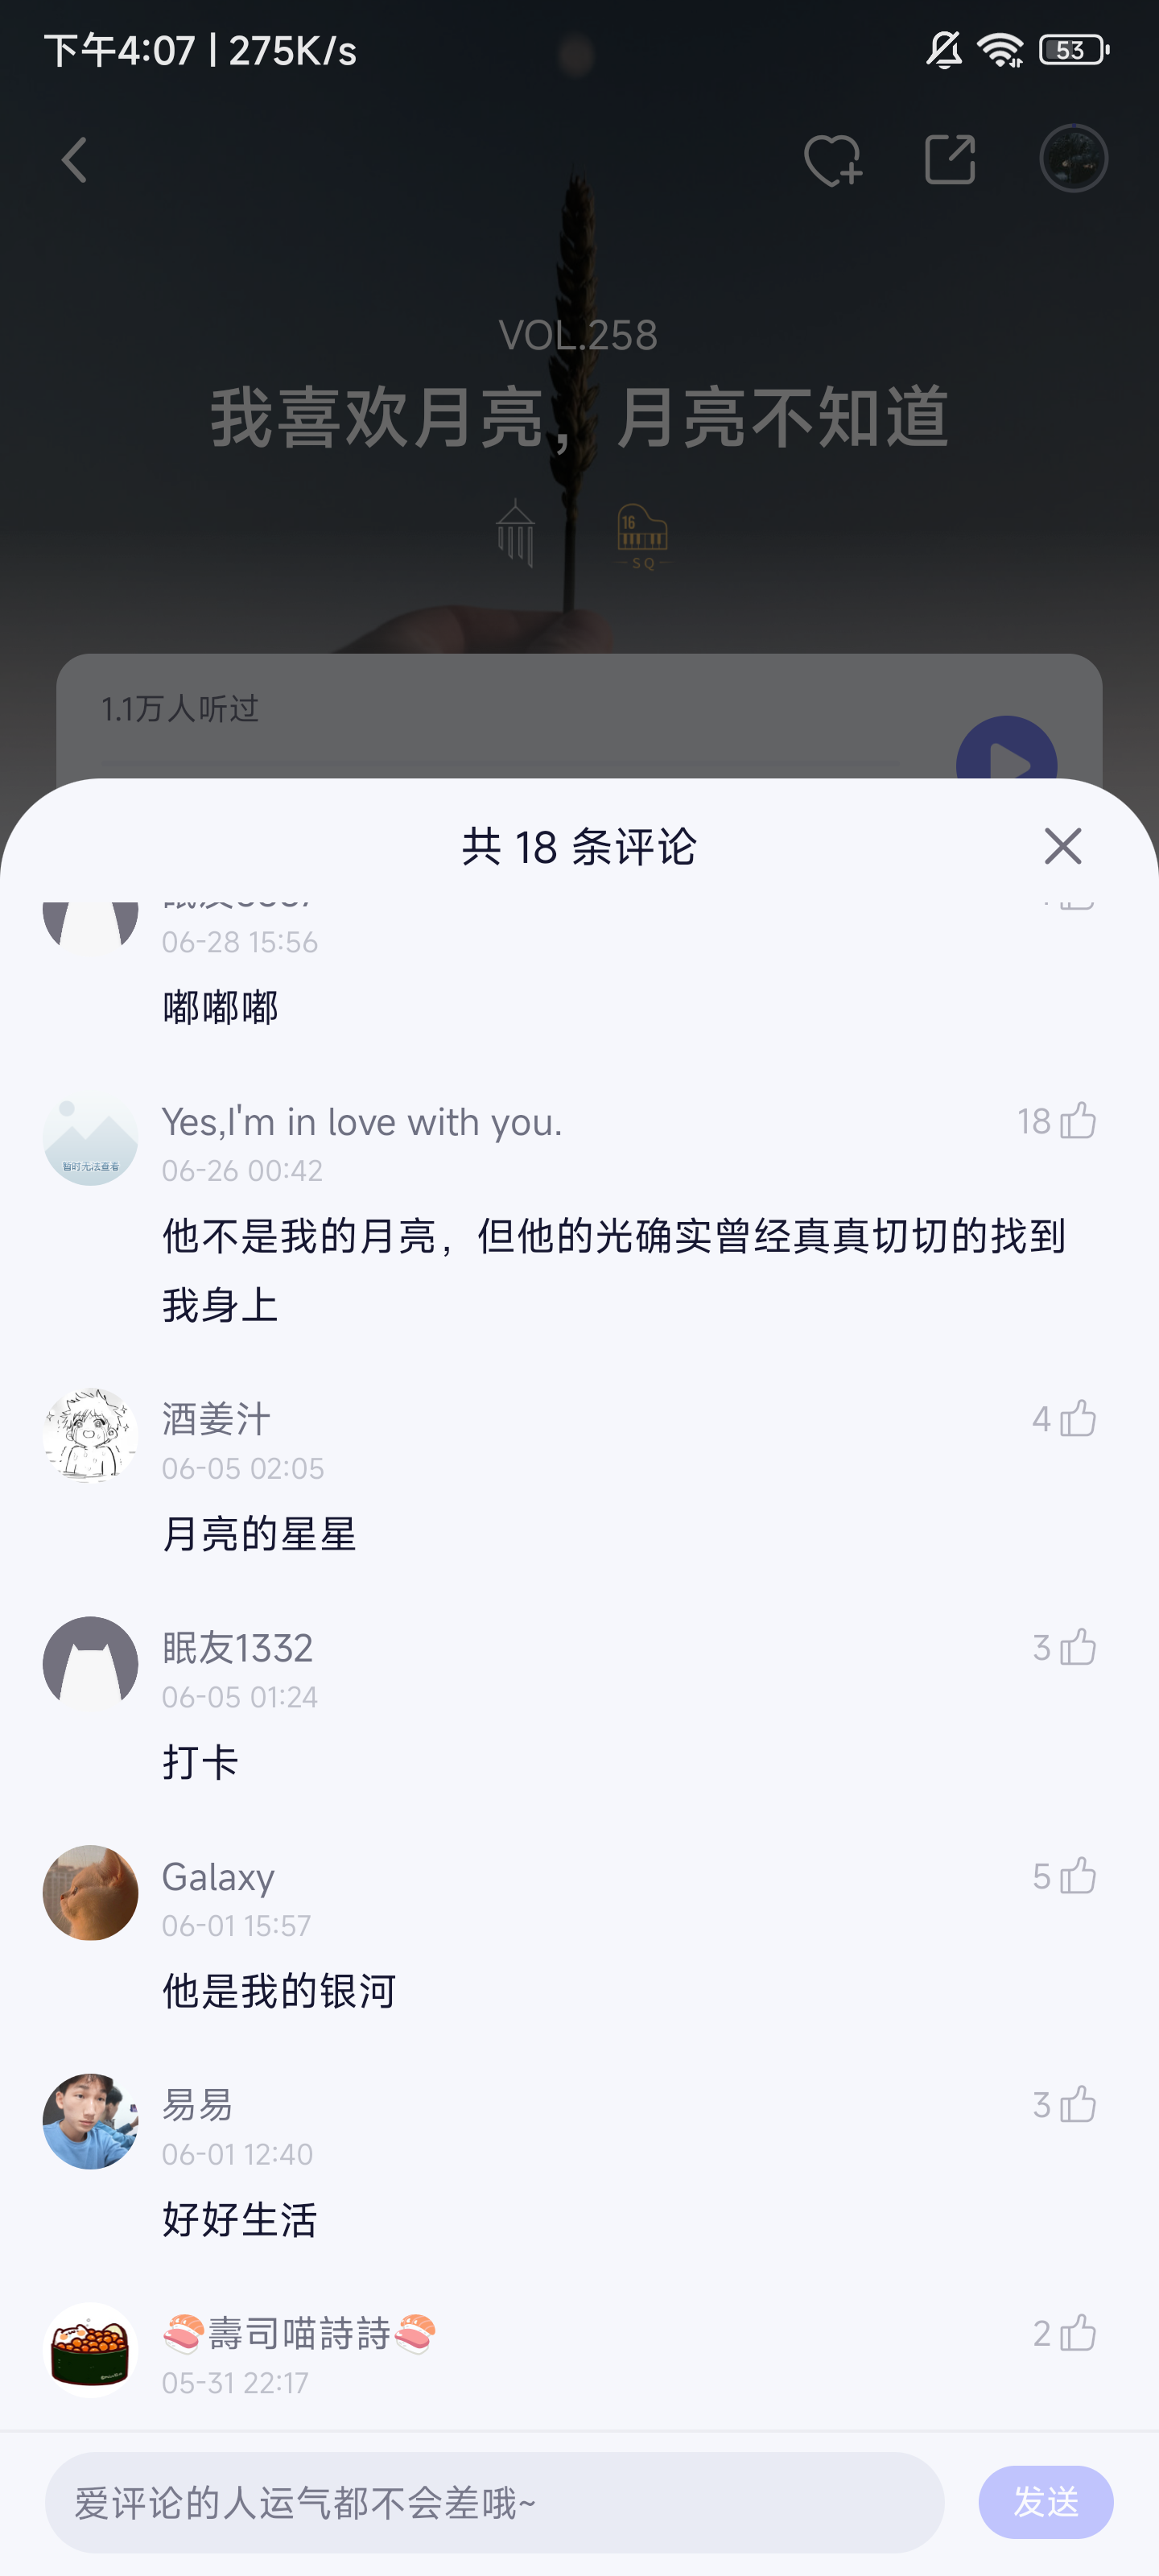 下午4:07 | 275K/s
53
VOL.258
我喜欢月亮，月亮不知道
16
SQ
1.1万人听过
共 18 条评论
06-28 15:56
嘟嘟嘟
Yes,I'm in love with you.
18
暂时无法查看
06-26 00:42
他不是我的月亮，但他的光确实曾经真真切切的找到
我身上
酒姜汁
4
06-05 02:05
月亮的星星
眠友1332
3
06-05 01:24
打卡
Galaxy
5
06-01 15:57
他是我的银河
易易
3
06-01 12:40
好好生活
🍣壽司喵詩詩🍣
2
05-31 22:17
爱评论的人运气都不会差哦~
发送